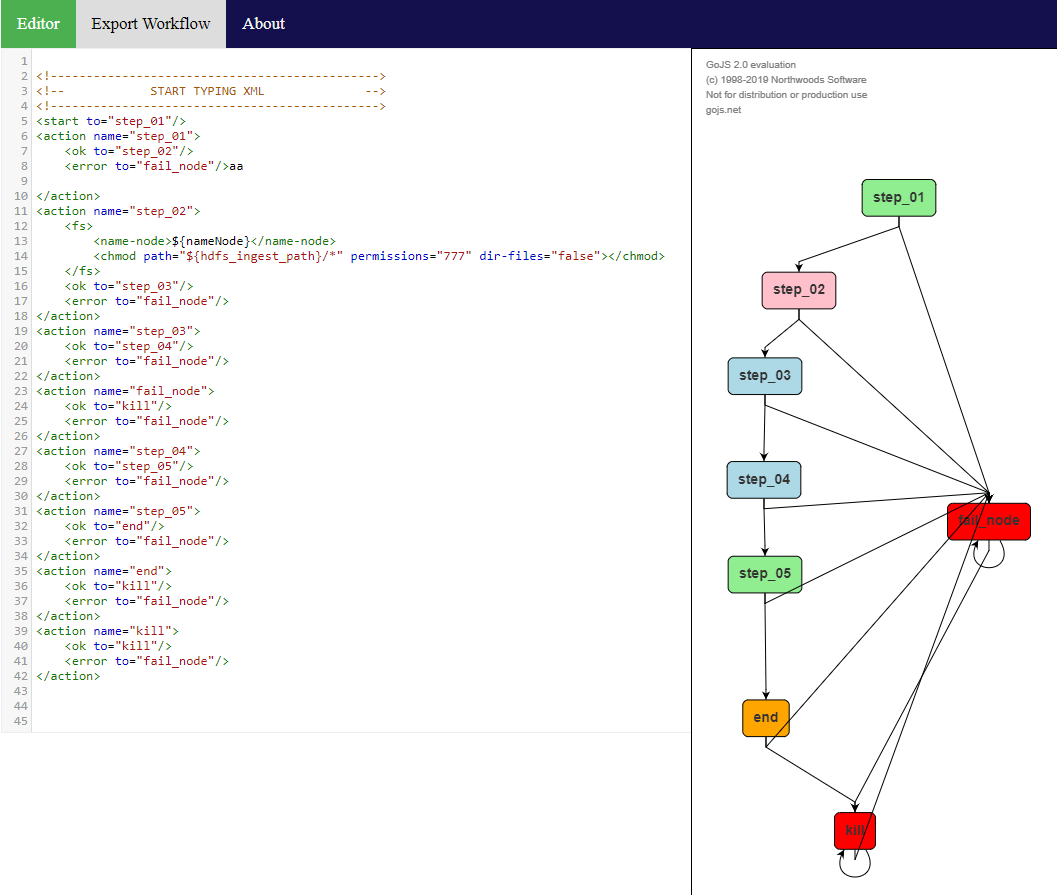 Editor Export Workflow About
1
2 <!---------------------------------------------->
3 <!--            START TYPING XML              -->
4 <!---------------------------------------------->
5 <start to="step_01"/>
6 <action name="step_01">
7     <ok to="step_02"/>
8     <error to="fail_node"/>aa
9
10 </action>
11 <action name="step_02">
12     <fs>
13         <name-node>${nameNode}</name-node>
14         <chmod path="${hdfs_ingest_path}/*" permissions="777" dir-files="false"></chmod>
15     </fs>
16     <ok to="step_03"/>
17     <error to="fail_node"/>
18 </action>
19 <action name="step_03">
20     <ok to="step_04"/>
21     <error to="fail_node"/>
22 </action>
23 <action name="fail_node">
24     <ok to="kill"/>
25     <error to="fail_node"/>
26 </action>
27 <action name="step_04">
28     <ok to="step_05"/>
29     <error to="fail_node"/>
30 </action>
31 <action name="step_05">
32     <ok to="end"/>
33     <error to="fail_node"/>
34 </action>
35 <action name="end">
36     <ok to="kill"/>
37     <error to="fail_node"/>
38 </action>
39 <action name="kill">
40     <ok to="kill"/>
41     <error to="fail_node"/>
42 </action>
43
44
45
GoJS 2.0 evaluation
(c) 1998-2019 Northwoods Software
Not for distribution or production use
gojs.net
step_01
step_02
step_03
step_04
fail_node
step_05
end
kill